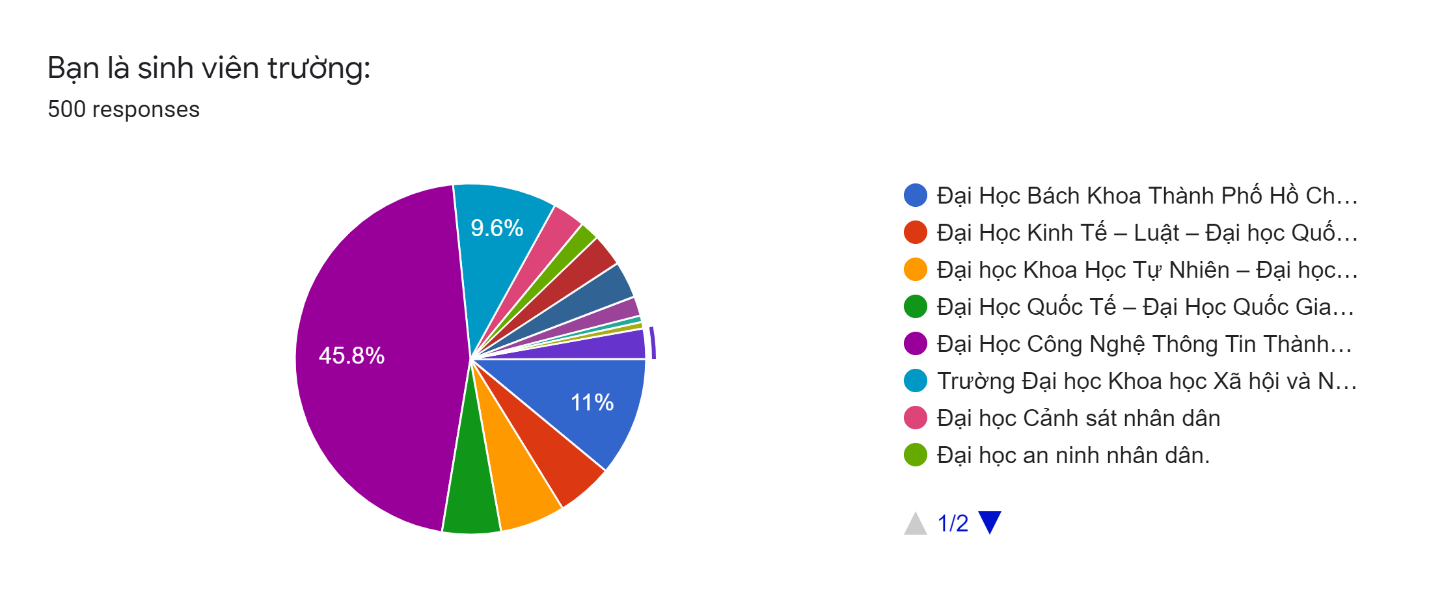 Bạn là sinh viên trường:
500 responses
9.6%
45.8%
11%
Đại Học Bách Khoa Thành Phố Hồ Ch…
Đại Học Kinh Tế – Luật – Đại học Quố…
Đại học Khoa Học Tự Nhiên – Đại học…
Đại Học Quốc Tế – Đại Học Quốc Gia…
Đại Học Công Nghệ Thông Tin Thành…
Trường Đại học Khoa học Xã hội và N…
Đại học Cảnh sát nhân dân
Đại học an ninh nhân dân.
1/2